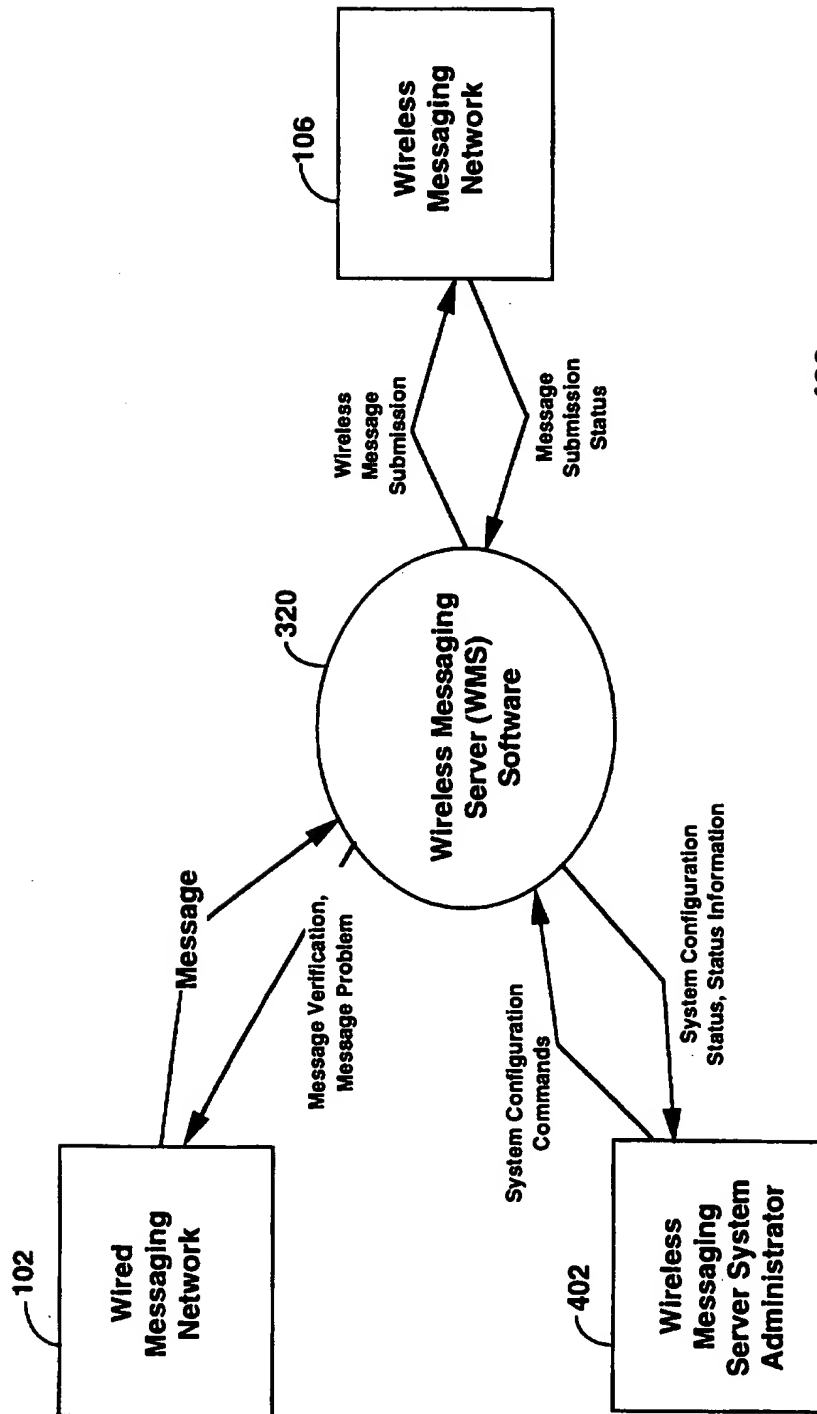 102
Wired
Messaging
Network
Message
Message Verification,
Message Problem
320
Wireless Messaging
Server (WMS)
Software
Wireless
Message
Submission
Message
Submission
Status
106
Wireless
Messaging
Network
System Configuration
Commands
System Configuration
Status, Status Information
402
Wireless
Messaging
Server System
Administrator